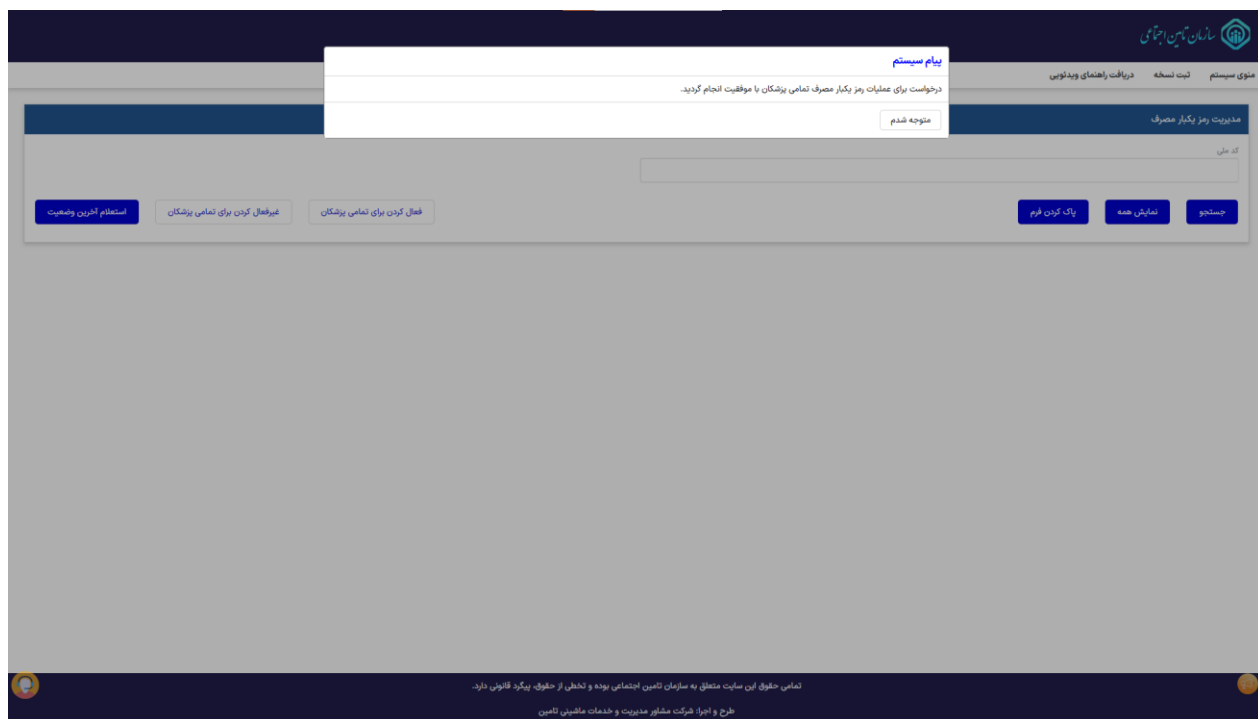 سازمان تامین اجتماعی
منوی سیستم
ثبت نسخه
دریافت راهنمای ویدئویی
پیام سیستم
درخواست برای عملیات رمز یکبار مصرف تمامی پزشکان با موفقیت انجام گردید.
متوجه شدم
مدیریت رمز یکبار مصرف
کد ملی
جستجو
نمایش همه
پاک کردن فرم
فعال کردن برای تمامی پزشکان
غیرفعال کردن برای تمامی پزشکان
استعلام آخرین وضعیت
تمامی حقوق این سایت متعلق به سازمان تامین اجتماعی بوده و تخطی از حقوق، پیگرد قانونی دارد.
طرح و اجرا: شرکت مشاور مدیریت و خدمات ماشینی تامین